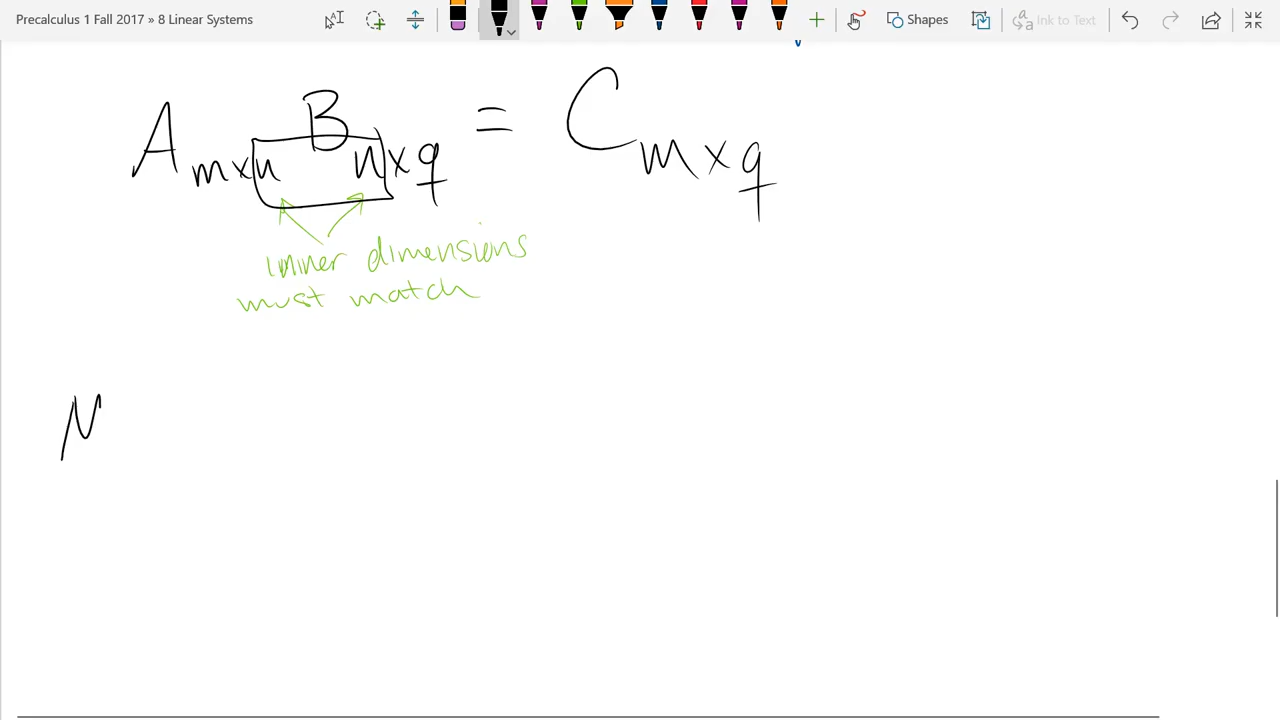 Precalculus 1 Fall 2017 » 8 Linear Systems
Shapes
Ink to Text
A m×n B n×q = C m×q
inner dimensions
must match
N